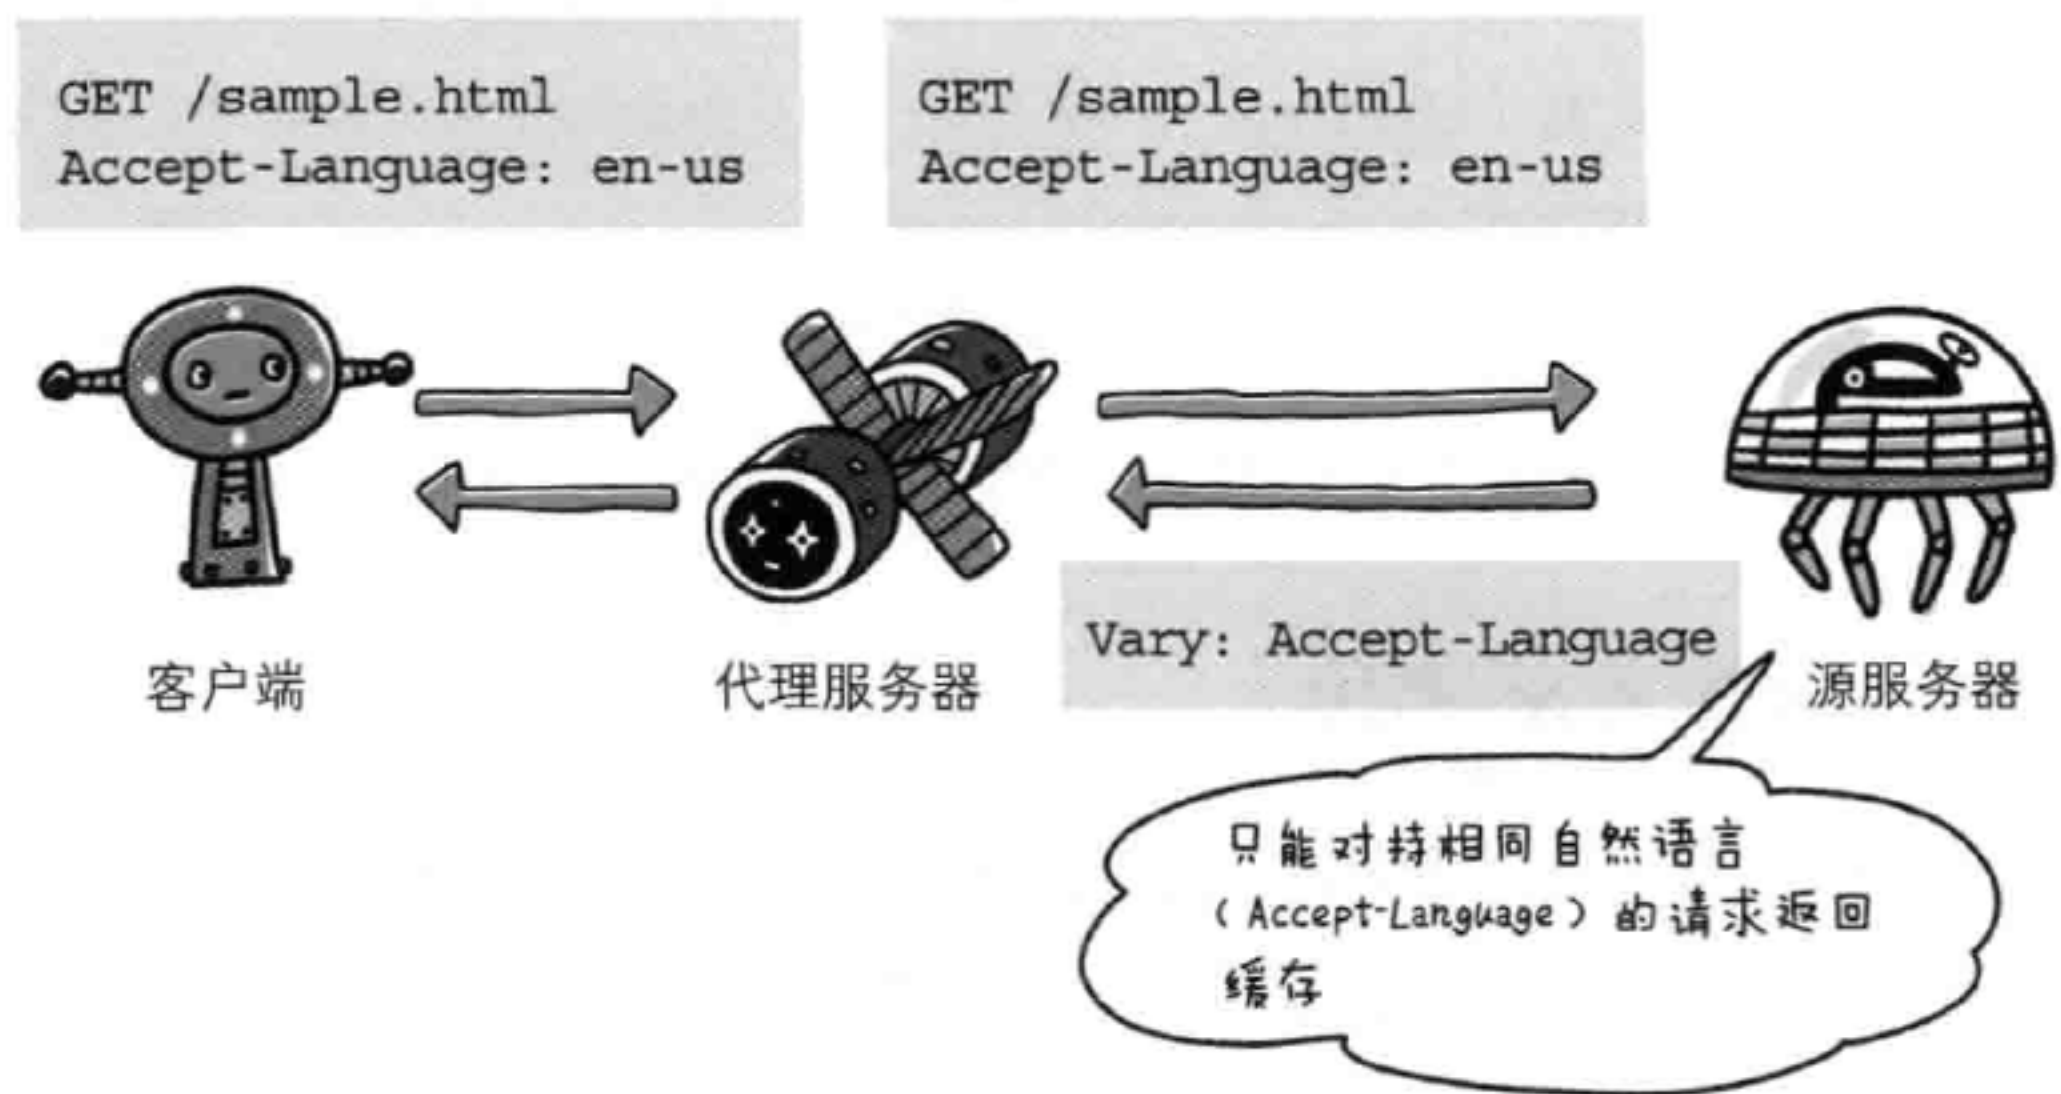 GET /sample.html
Accept-Language: en-us
GET /sample.html
Accept-Language: en-us
客户端
代理服务器
Vary: Accept-Language
源服务器
只能对持相同自然语言
(Accept-Language)的请求返回
缓存